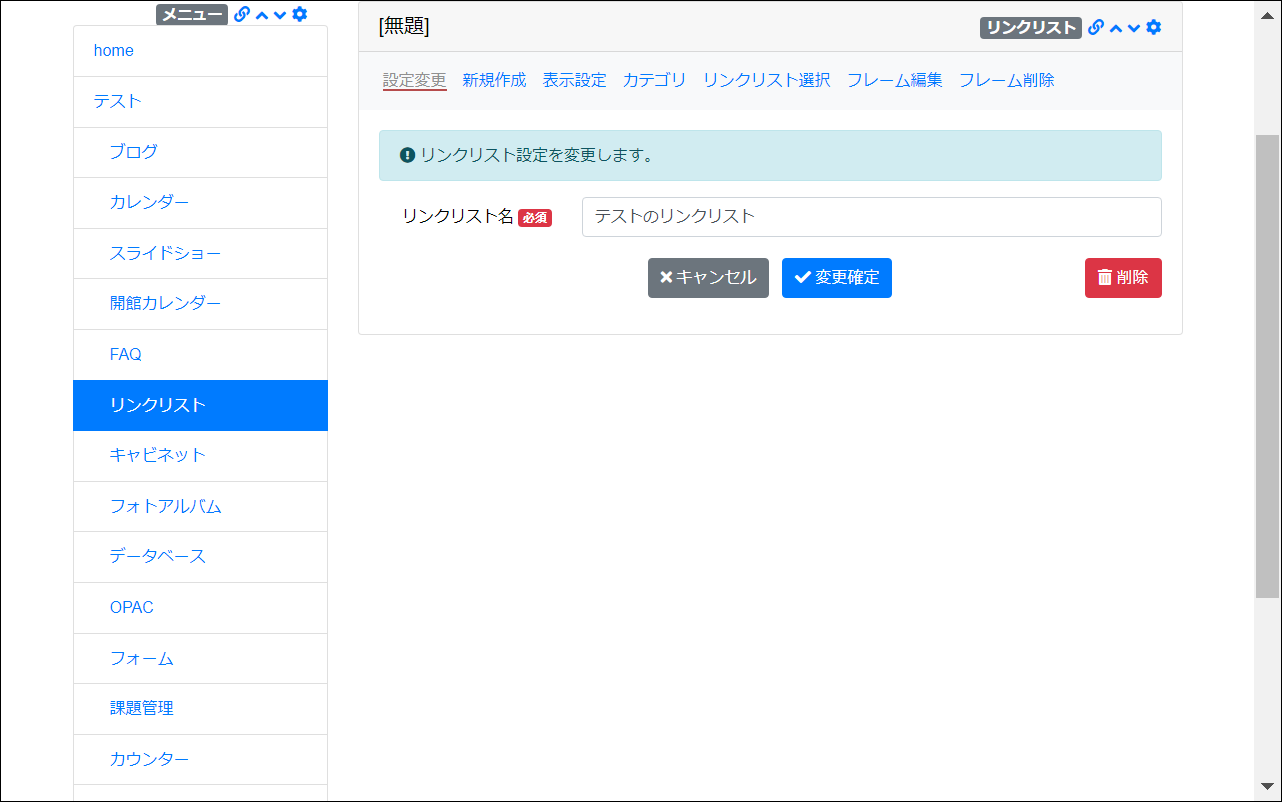 メニュー
home
テスト
ブログ
カレンダー
スライドショー
開館カレンダー
FAQ
リンクリスト
キャビネット
フォトアルバム
データベース
OPAC
フォーム
課題管理
カウンター
[無題]
リンクリスト
設定変更 新規作成 表示設定 カテゴリ リンクリスト選択 フレーム編集 フレーム削除
リンクリスト設定を変更します。
リンクリスト名 必須 テストのリンクリスト
キャンセル 変更確定 削除